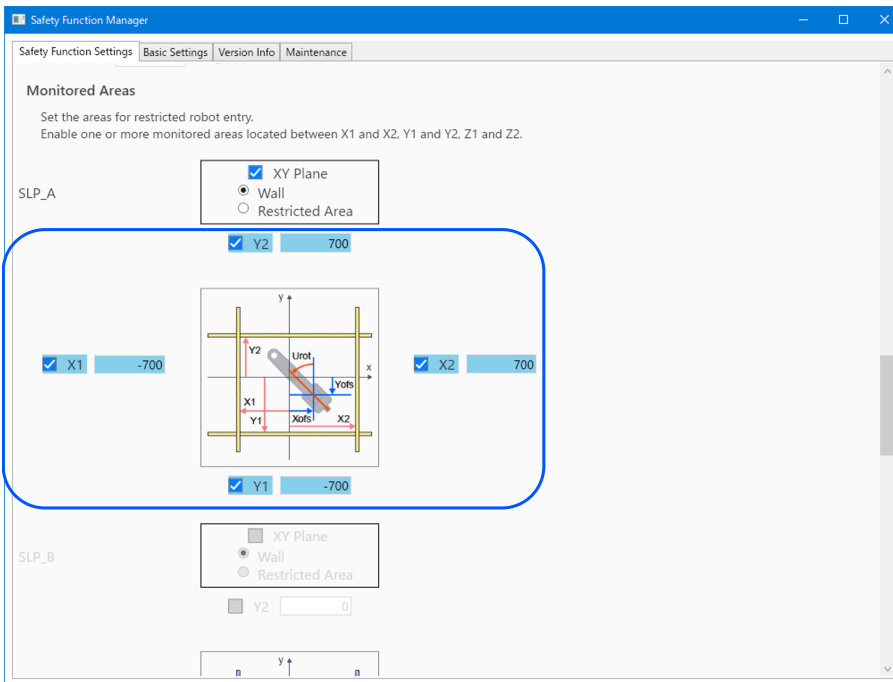 Safety Function Manager
Safety Function Settings Basic Settings Version Info Maintenance
Monitored Areas
Set the areas for restricted robot entry.
Enable one or more monitored areas located between X1 and X2, Y1 and Y2, Z1 and Z2.
SLP_A
XY Plane
Wall
Restricted Area
Y2 700
X1 -700
y
Y2
Urot
x
Yofs
X1
Y1
Xofs
X2
X2 700
Y1 -700
SLP_B
XY Plane
Wall
Restricted Area
Y2 0
y